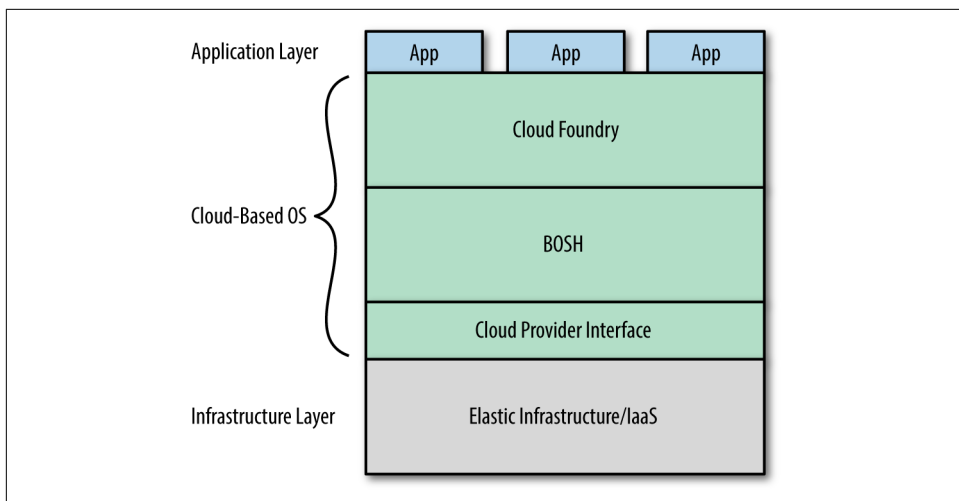 Application Layer
App
App
App
Cloud Foundry
Cloud-Based OS
BOSH
Cloud Provider Interface
Infrastructure Layer
Elastic Infrastructure/IaaS